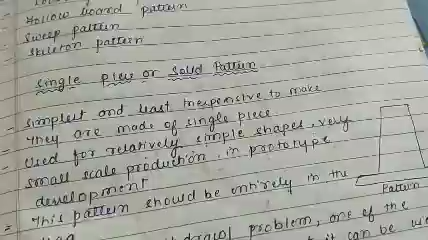 Hollow board pattern
Sweep pattern
Skeleton pattern
Single piece or Solid Pattern
- Simplest and least inexpensive to make
- They are made of single piece
- Used for relatively simple shapes, very
small scale production, in prototype
development
- This pattern should be entirely in the
Pattern
problem, one of the
it can be